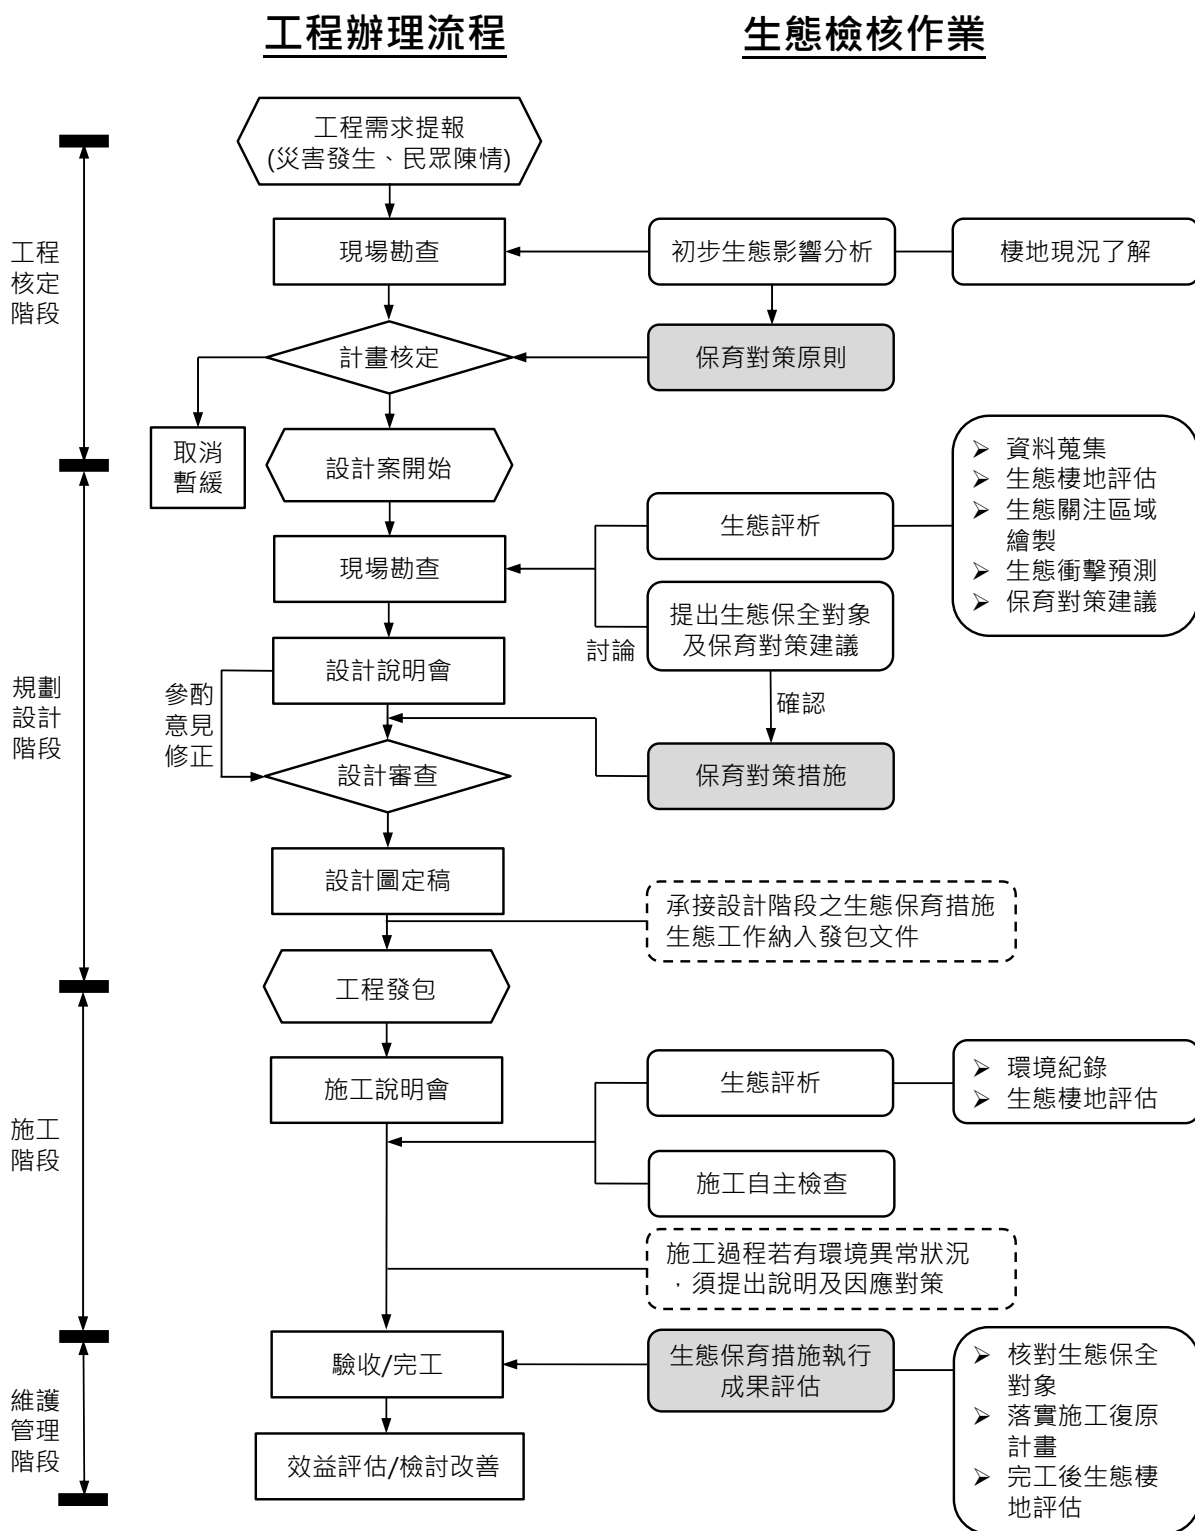 工程辦理流程
生態檢核作業
工程需求提報
(災害發生、民眾陳情)
工程
核定
階段
現場勘查
初步生態影響分析
棲地現況了解
計畫核定
保育對策原則
取消
暫緩
設計案開始
➢ 資料蒐集
➢ 生態棲地評估
➢ 生態關注區域
繪製
➢ 生態衝擊預測
➢ 保育對策建議
生態評析
現場勘查
提出生態保全對象
及保育對策建議
討論
規劃
設計
階段
設計說明會
參酌
意見
修正
確認
設計審查
保育對策措施
設計圖定稿
承接設計階段之生態保育措施
生態工作納入發包文件
工程發包
施工說明會
生態評析
➢ 環境紀錄
➢ 生態棲地評估
施工
階段
施工自主檢查
施工過程若有環境異常狀況
，須提出說明及因應對策
驗收/完工
生態保育措施執行
成果評估
➢ 核對生態保全
對象
➢ 落實施工復原
計畫
➢ 完工後生態棲
地評估
維護
管理
階段
效益評估/檢討改善